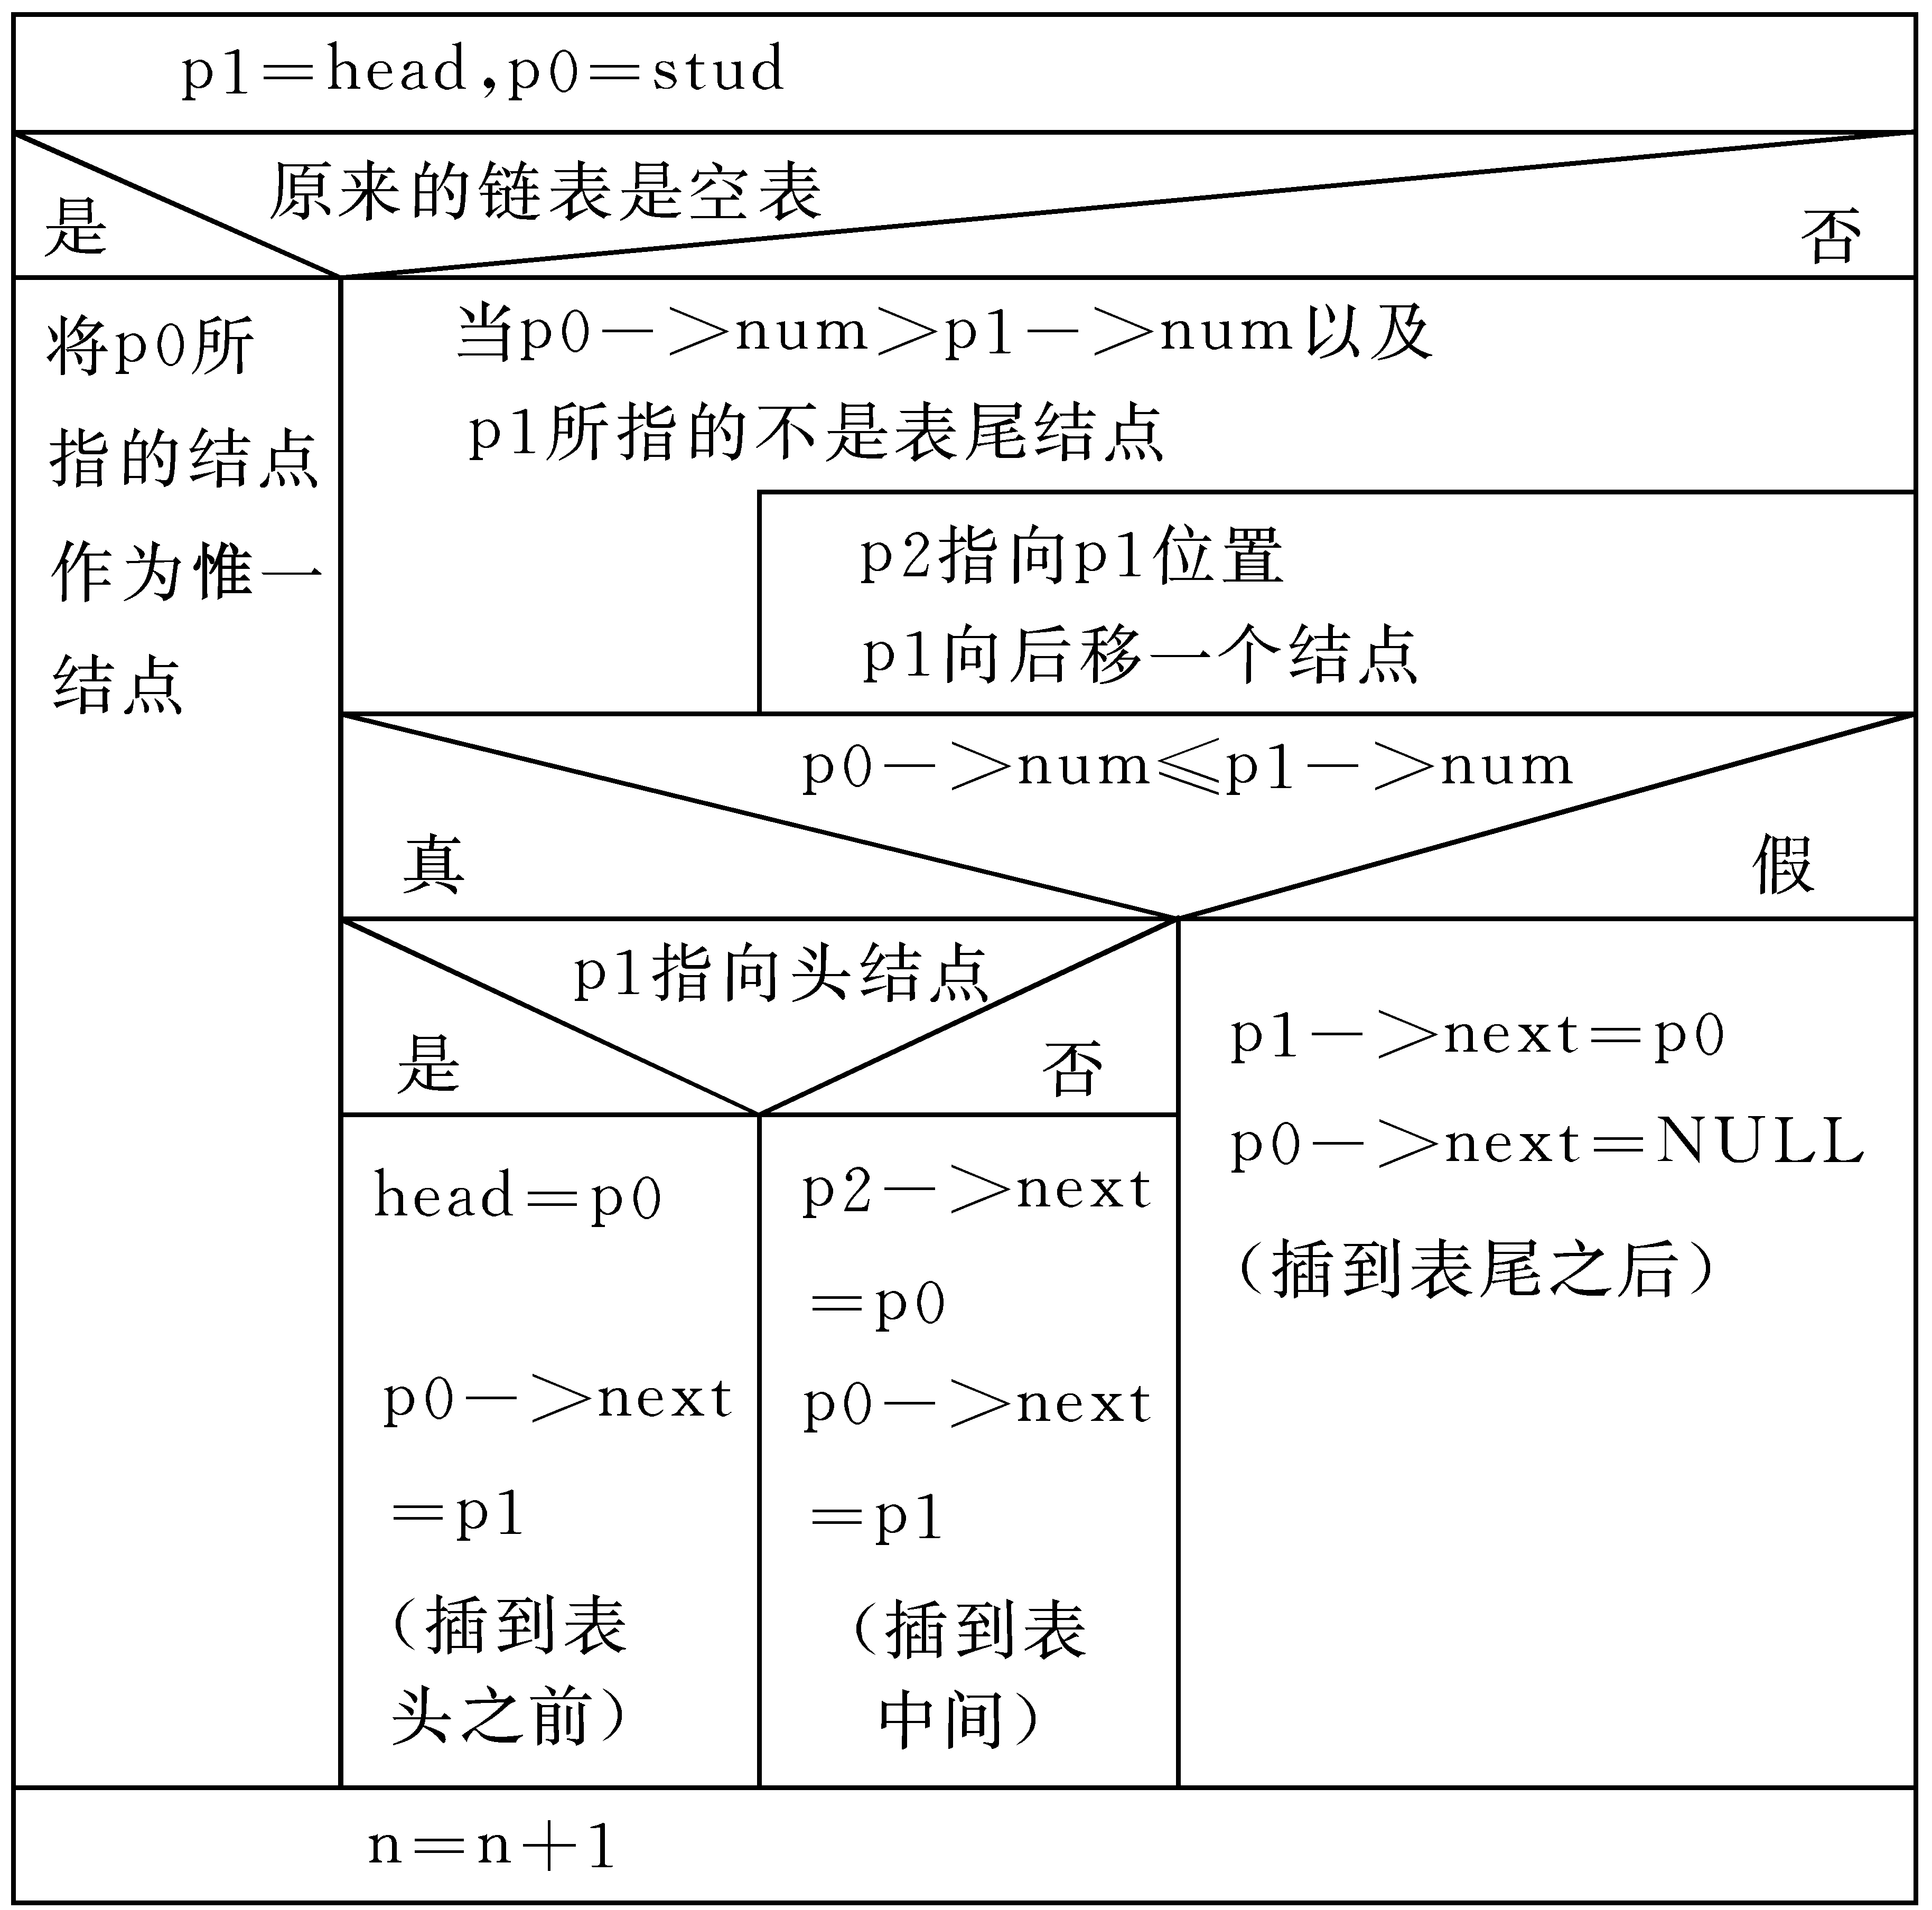 p1=head,p0=stud
原来的链表是空表
是
否
将p0所
指的结点
作为惟一
结点
当p0->num>p1->num以及
p1所指的不是表尾结点
p2指向p1位置
p1向后移一个结点
p0->num≤p1->num
真
假
p1指向头结点
是
否
head=p0
p0->next
=p1
(插到表
头之前)
p2->next
=p0
p0->next
=p1
(插到表
中间)
p1->next=p0
p0->next=NULL
(插到表尾之后)
n=n+1